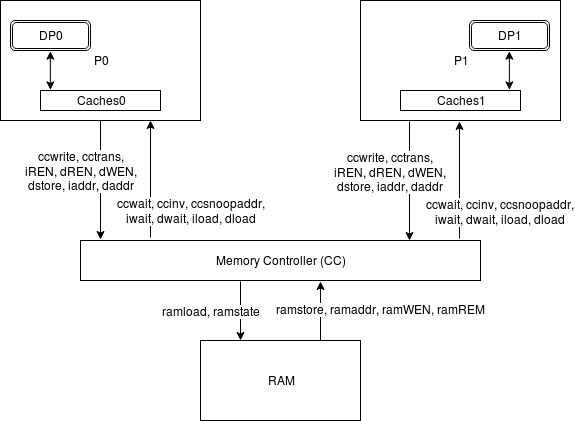 DP0
P0
Caches0
DP1
P1
Caches1
ccwrite, cctrans,
iREN, dREN, dWEN,
dstore, iaddr, daddr
ccwait, ccinv, ccsnoopaddr,
iwait, dwait, iload, dload
ccwrite, cctrans,
iREN, dREN, dWEN,
dstore, iaddr, daddr
ccwait, ccinv, ccsnoopaddr,
iwait, dwait, iload, dload
Memory Controller (CC)
ramload, ramstate
ramstore, ramaddr, ramWEN, ramREM
RAM